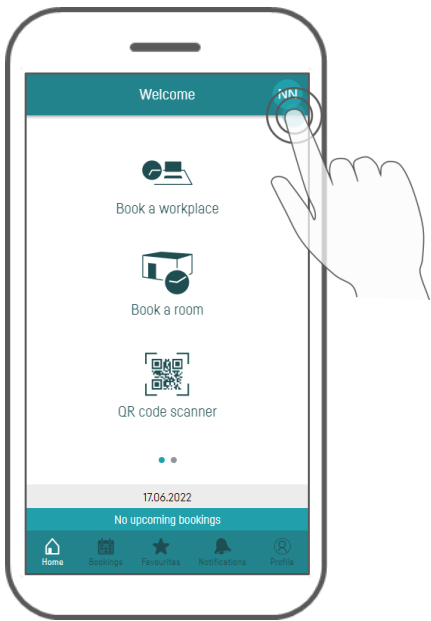 Welcome
NN
Book a workplace
Book a room
QR code scanner
17.06.2022
No upcoming bookings
Home Bookings Favourites Notifications Profile